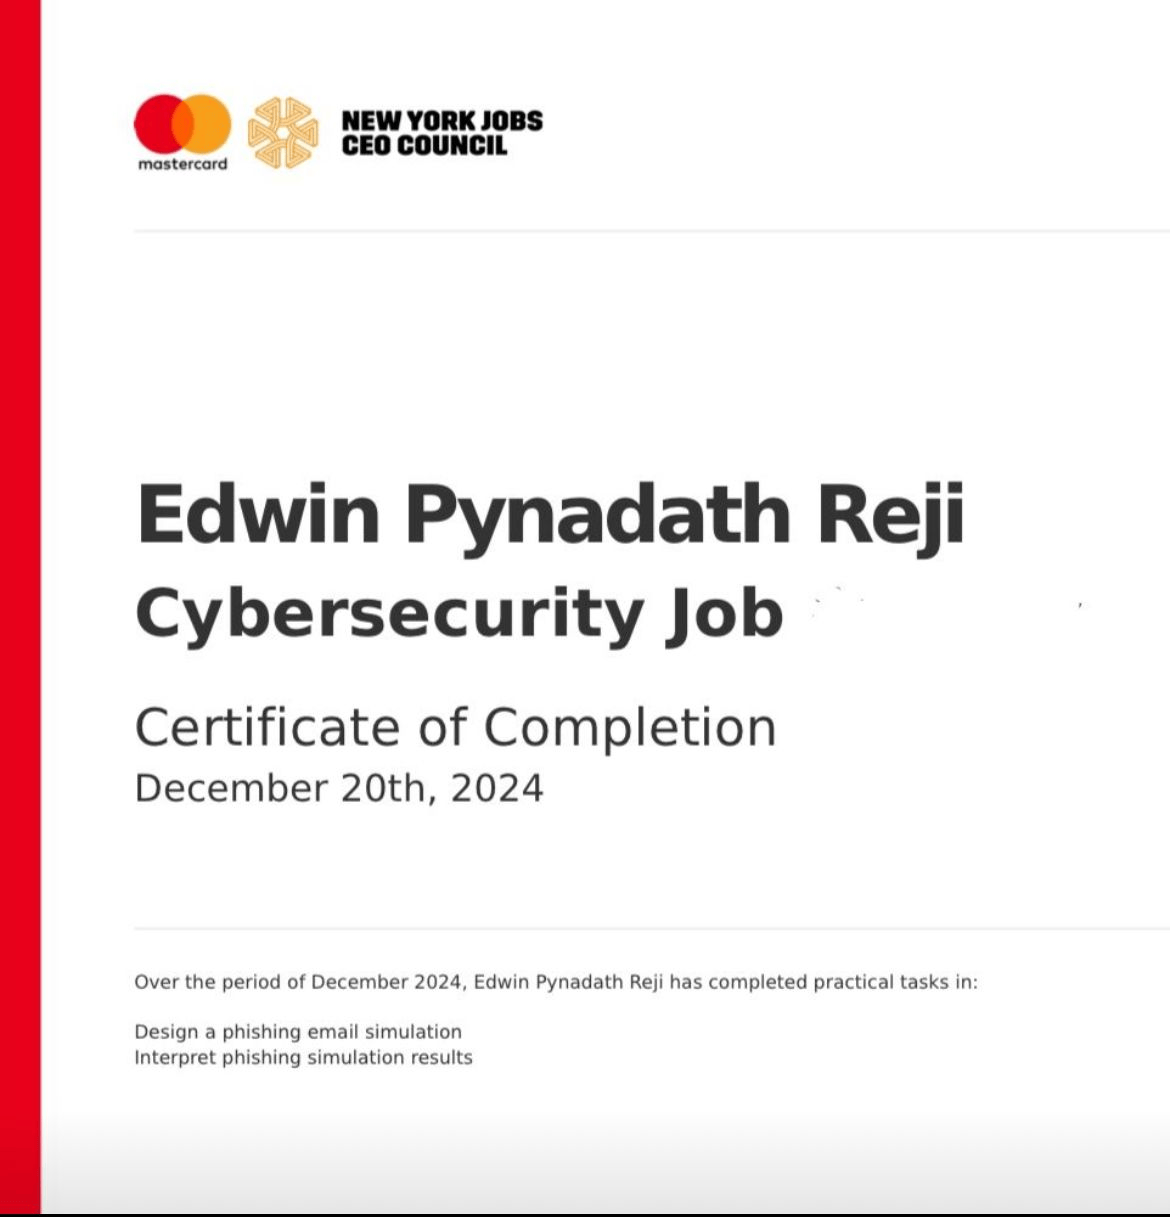 mastercard
NEW YORK JOBS
CEO COUNCIL
Edwin Pynadath Reji
Cybersecurity Job
Certificate of Completion
December 20th, 2024
Over the period of December 2024, Edwin Pynadath Reji has completed practical tasks in:
Design a phishing email simulation
Interpret phishing simulation results